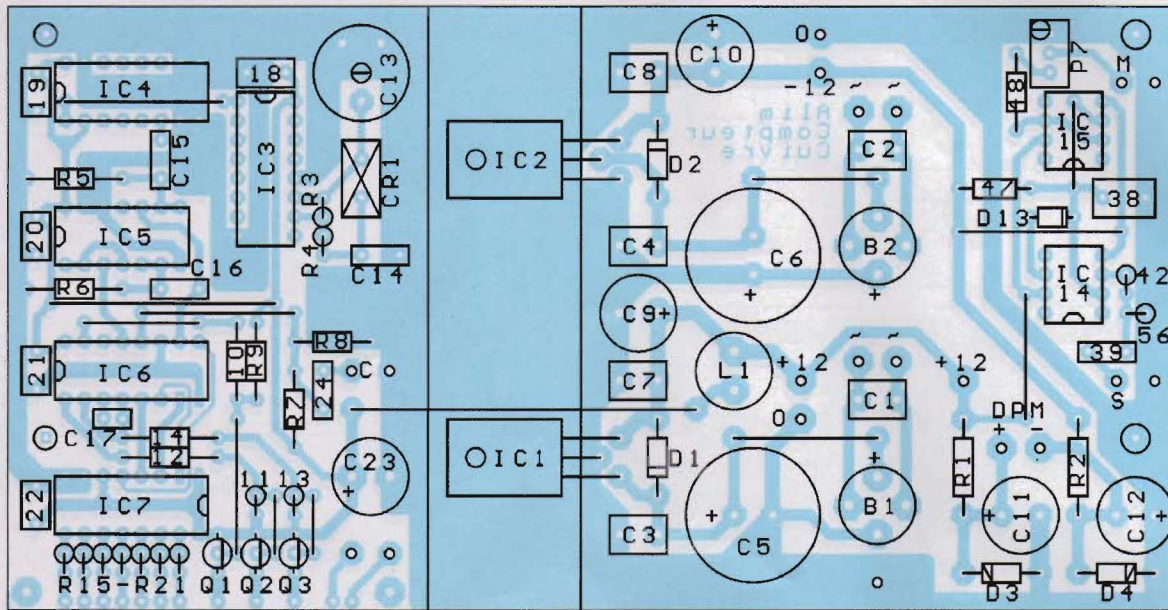 19
IC4
18
C13
C15
IC3
R5
R3
R4
CR1
20
IC5
C16
C14
R6
21
IC6
10
R9
R8
R7
24
C
C17
14
12
C23
+
22
IC7
11
13
R15-R21
Q1
Q2
Q3
IC2
IC1
C8
+
C10
0
-12
~ ~
Alim
Compteur
Cuivre
C2
D2
C4
C6
+
B2
+
C9+
C7
L1
+12
~ ~
C1
0
D1
C3
+
C5
+
B1
P7
M
48
IC
15
47
38
D13
IC
14
42
56
39
S
+12
DPM
+ -
R1
R2
+
C11
+
C12
D3
D4